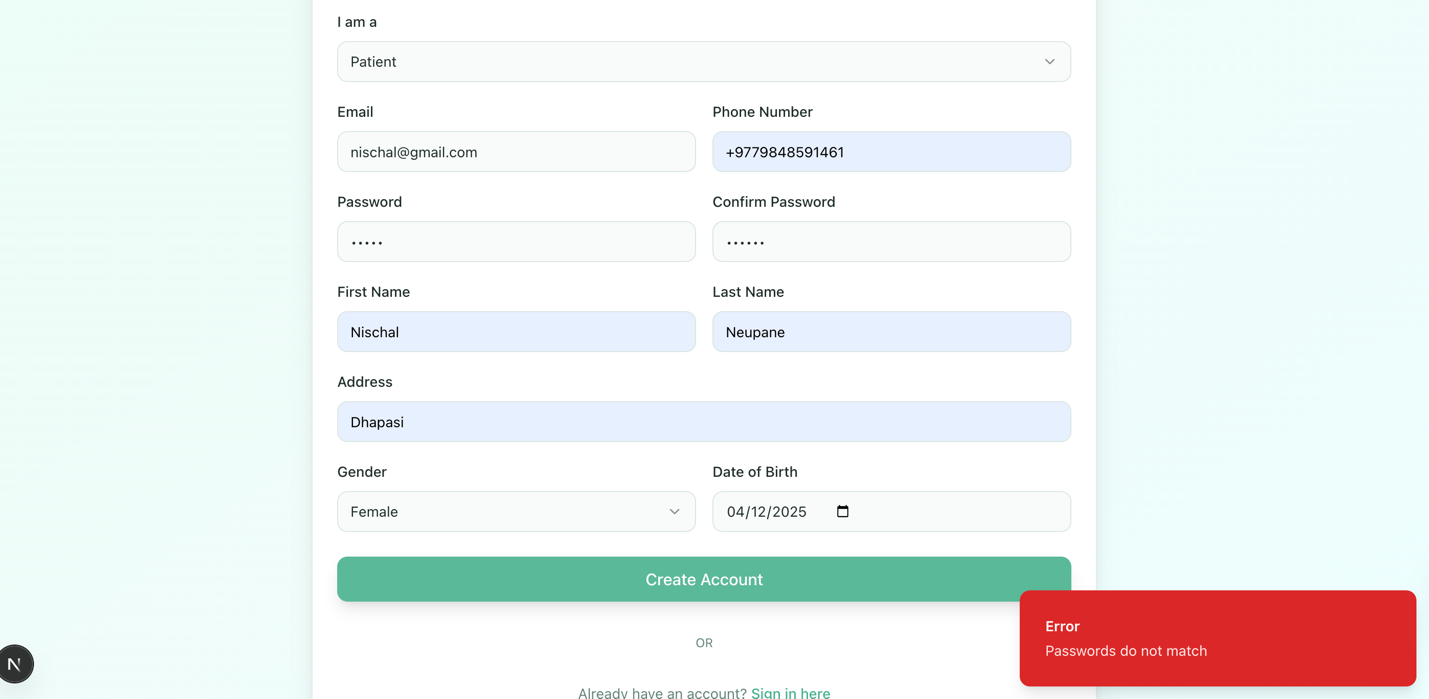 I am a
Patient
Email Phone Number
nischal@gmail.com +9779848591461
Password Confirm Password
••••• ••••••
First Name Last Name
Nischal Neupane
Address
Dhapasi
Gender Date of Birth
Female 04/12/2025
Create Account
Error
Passwords do not match
OR
N
Already have an account? Sign in here